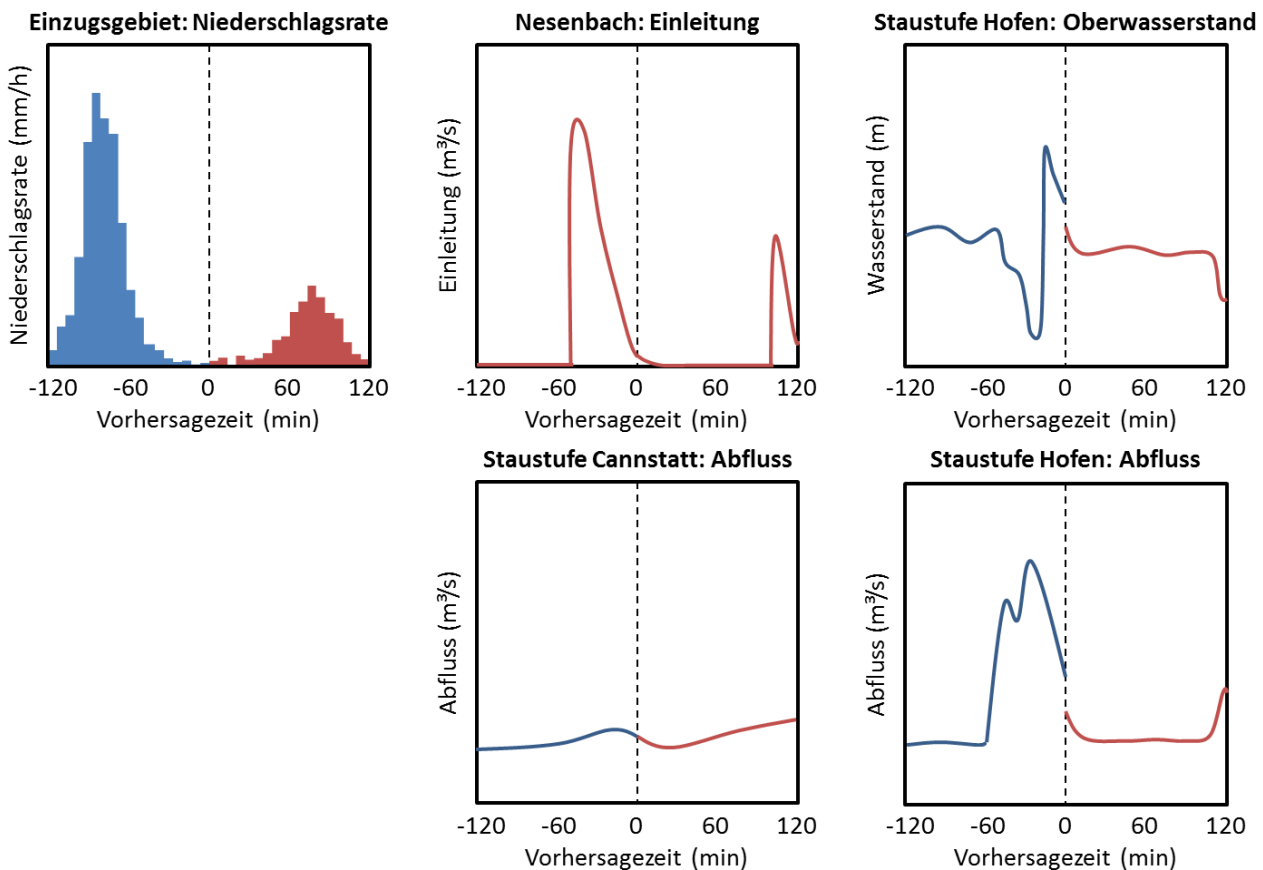 Einzugsgebiet: Niederschlagsrate
Niederschlagsrate (mm/h)
-120 -60 0 60 120
Vorhersagezeit (min)
Nesenbach: Einleitung
Einleitung (m³/s)
-120 -60 0 60 120
Vorhersagezeit (min)
Staustufe Hofen: Oberwasserstand
Wasserstand (m)
-120 -60 0 60 120
Vorhersagezeit (min)
Staustufe Cannstatt: Abfluss
Abfluss (m³/s)
-120 -60 0 60 120
Vorhersagezeit (min)
Staustufe Hofen: Abfluss
Abfluss (m³/s)
-120 -60 0 60 120
Vorhersagezeit (min)